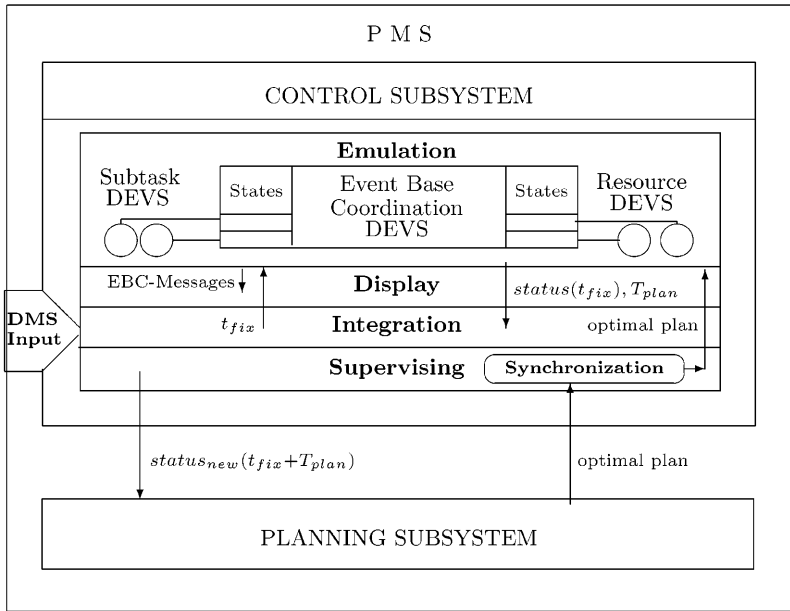 P M S
CONTROL SUBSYSTEM
Emulation
Subtask
DEVS
States
Event Base
Coordination
DEVS
States
Resource
DEVS
EBC-Messages
Display
status(t_fix), T_plan
DMS
Input
t_fix
Integration
optimal plan
Supervising
Synchronization
status_new(t_fix+T_plan)
optimal plan
PLANNING SUBSYSTEM